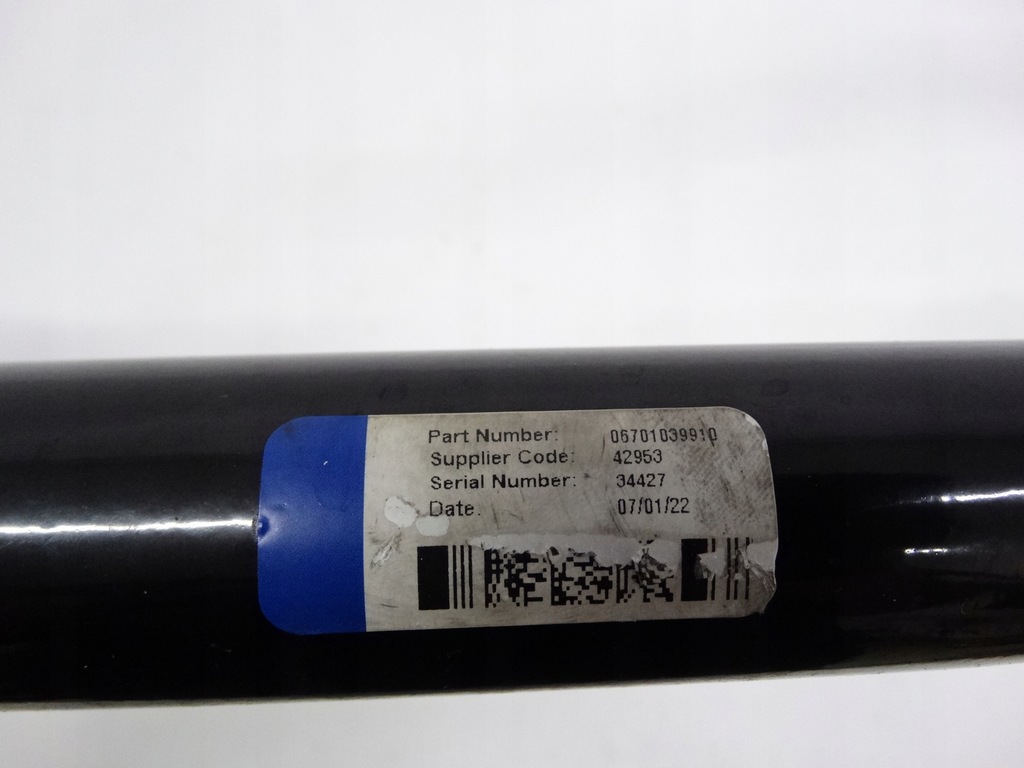 Part Number: 06701039910
Supplier Code: 42953
Serial Number: 34427
Date: 07/01/22